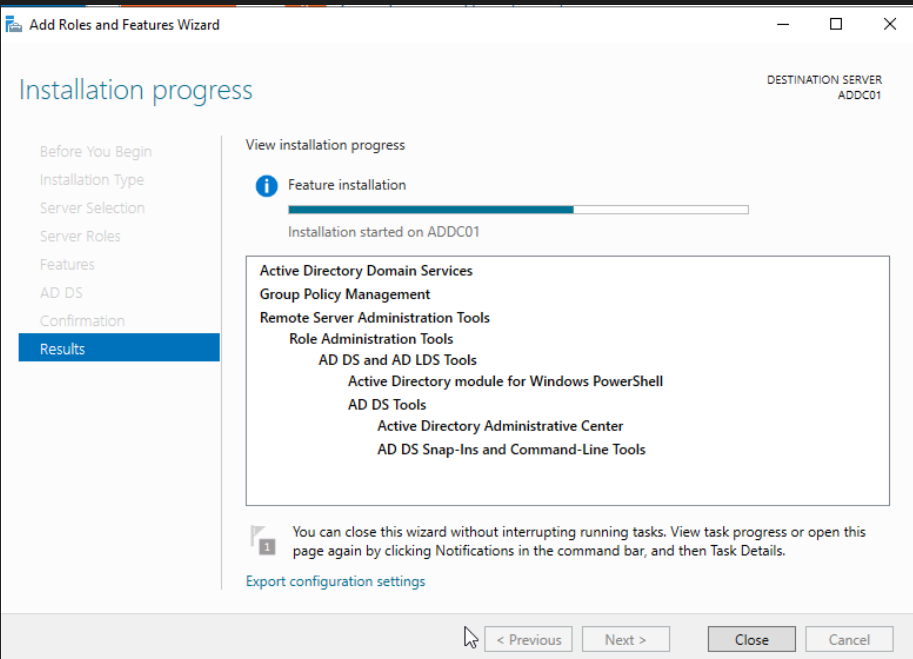 Add Roles and Features Wizard
Installation progress
DESTINATION SERVER
ADDC01
Before You Begin
Installation Type
Server Selection
Server Roles
Features
AD DS
Confirmation
Results
View installation progress
Feature installation
Installation started on ADDC01
Active Directory Domain Services
Group Policy Management
Remote Server Administration Tools
Role Administration Tools
AD DS and AD LDS Tools
Active Directory module for Windows PowerShell
AD DS Tools
Active Directory Administrative Center
AD DS Snap-Ins and Command-Line Tools
1
You can close this wizard without interrupting running tasks. View task progress or open this
page again by clicking Notifications in the command bar, and then Task Details.
Export configuration settings
< Previous
Next >
Close
Cancel